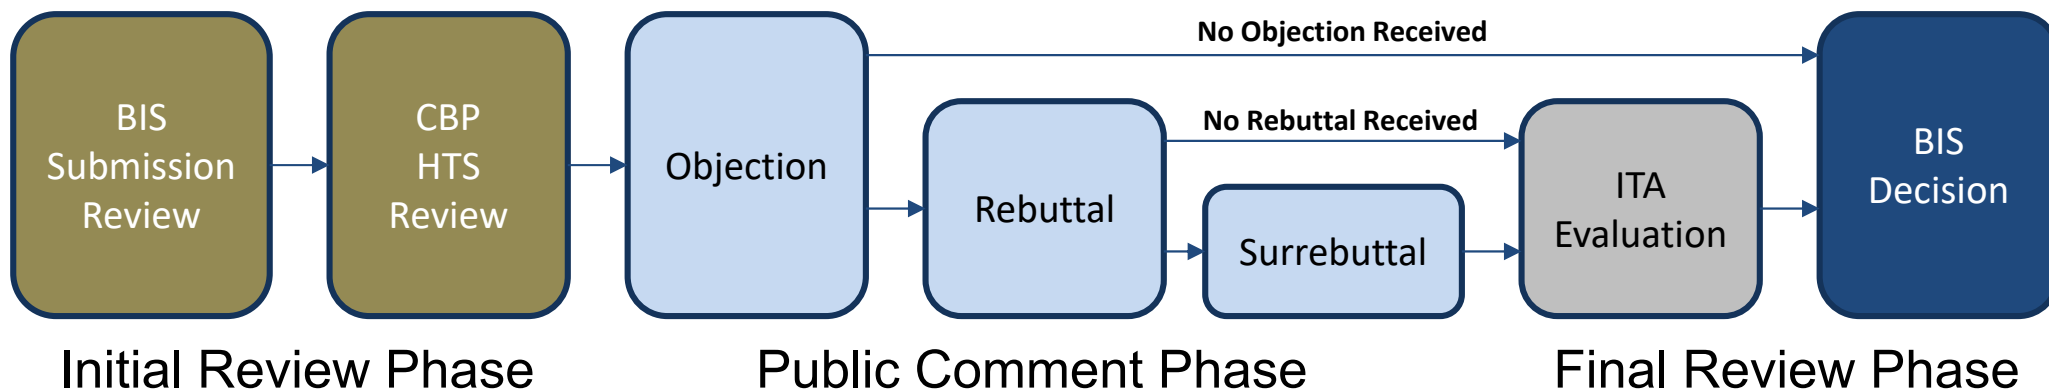 BIS
Submission
Review
CBP
HTS
Review
Objection
No Objection Received
Rebuttal
No Rebuttal Received
Surrebuttal
ITA
Evaluation
BIS
Decision
Initial Review Phase
Public Comment Phase
Final Review Phase